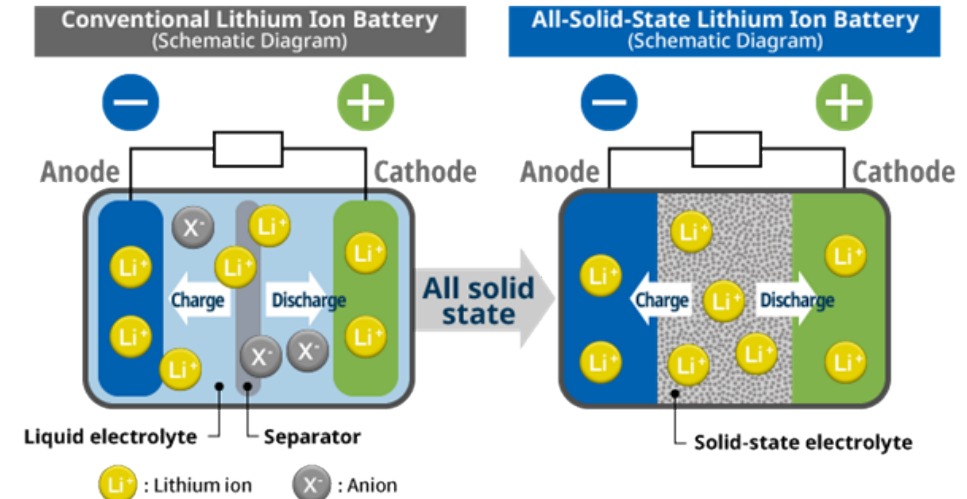 Conventional Lithium Ion Battery
(Schematic Diagram)
All-Solid-State Lithium Ion Battery
(Schematic Diagram)
−
+
−
+
Anode
Cathode
Anode
Cathode
X-
Li+
Li+
Li+
Li+
Charge
Discharge
Li+
Li+
X-
X-
Li+
All solid
state
Li+
Li+
Li+
Li+
Charge
Discharge
Li+
Li+
Li+
Li+
Liquid electrolyte
Separator
Solid-state electrolyte
Li+ : Lithium ion
X- : Anion